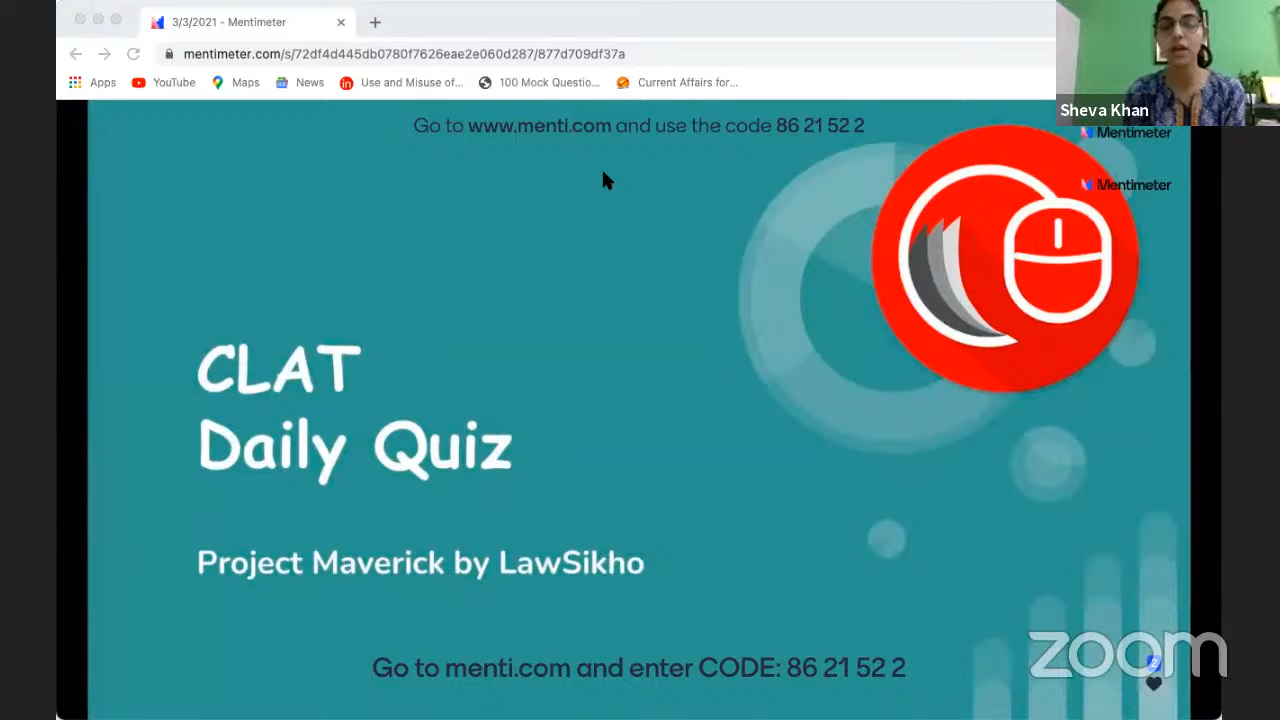 3/3/2021 - Mentimeter
mentimeter.com/s/72df4d445db0780f7626eae2e060d287/877d709df37a
Apps YouTube Maps News Use and Misuse of... 100 Mock Questio... Current Affairs for...
Sheva Khan
Go to www.menti.com and use the code 86 21 52 2
Mentimeter
Mentimeter
CLAT
Daily Quiz
Project Maverick by LawSikho
Go to menti.com and enter CODE: 86 21 52 2
zoom
2